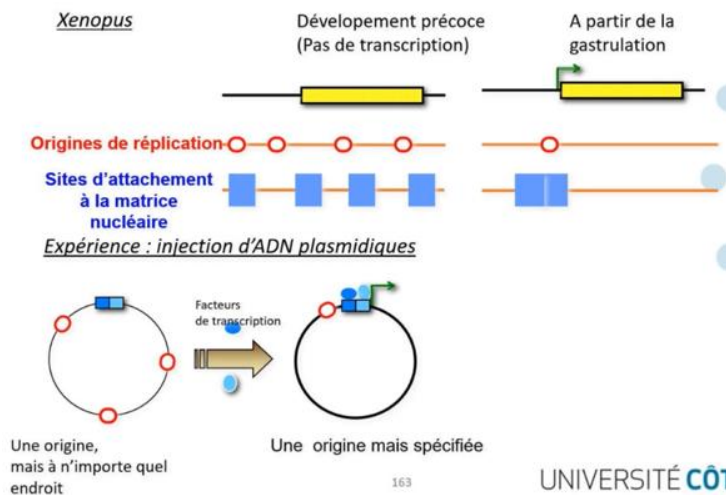 Xenopus
Dévelopement précoce
(Pas de transcription)
A partir de la
gastrulation
Origines de réplication
Sites d'attachement
à la matrice
nucléaire
Expérience : injection d'ADN plasmidiques
Facteurs
de transcription
Une origine,
mais à n'importe quel
endroit
Une origine mais spécifiée
163
UNIVERSITÉ CÔT